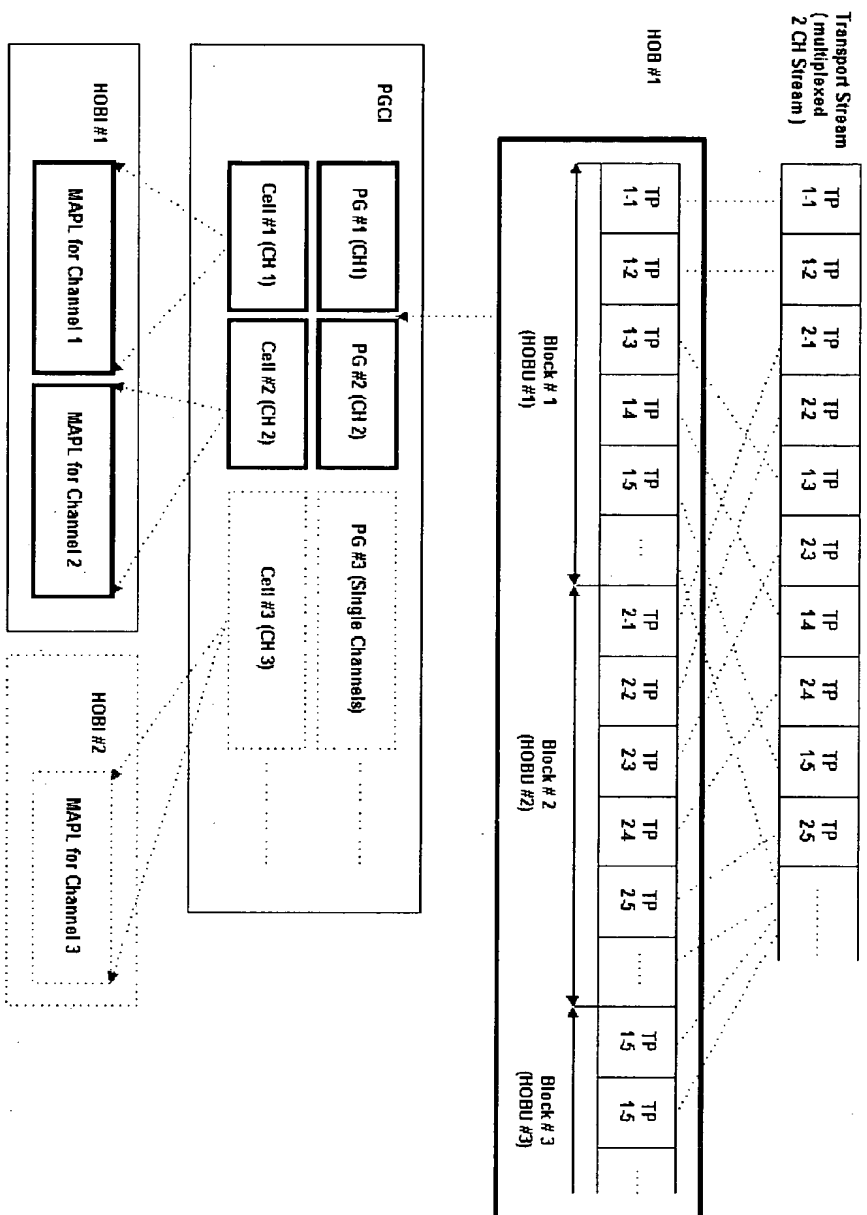 Transport Stream
( multiplexed
2 CH Stream )
TP
1-1
TP
1-2
TP
2-1
TP
2-2
TP
1-3
TP
2-3
TP
1-4
TP
2-4
TP
1-5
TP
2-5
........
HOB #1
TP
1-1
TP
1-2
TP
1-3
TP
1-4
TP
1-5
......
TP
2-1
TP
2-2
TP
2-3
TP
2-4
TP
2-5
......
TP
1-5
TP
1-5
......
Block # 1
(HOBU #1)
Block # 2
(HOBU #2)
Block # 3
(HOBU #3)
PGCI
PG #1 (CH1)
PG #2 (CH 2)
PG #3 (Single Channels)
........
Cell #1 (CH 1)
Cell #2 (CH 2)
Cell #3 (CH 3)
........
HOBI #1
MAPL for Channel 1
MAPL for Channel 2
HOBI #2
MAPL for Channel 3